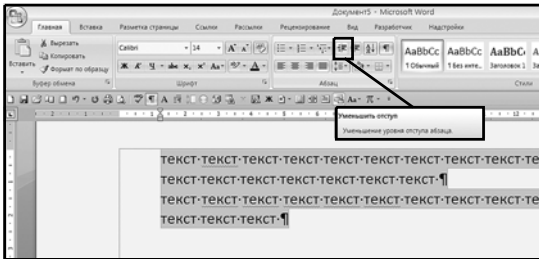 Документ5 - Microsoft Word
Главная Вставка Разметка страницы Ссылки Рассылки Рецензирование Вид Разработчик Надстройки
Вставить
Вырезать
Копировать
Формат по образцу
Буфер обмена
Calibri 14
Шрифт
Абзац
AaBbCc AaBbCc AaBbC
1 Обычный 1 Без инте... Заголовок 1
Стили
Уменьшить отступ
Уменьшение уровня отступа абзаца.
текст·текст·текст·текст·текст·текст·текст·текст·текст·те
текст·текст·текст·текст·текст·текст·текст·¶
текст·текст·текст·текст·текст·текст·текст·текст·текст·те
текст·текст·текст·¶